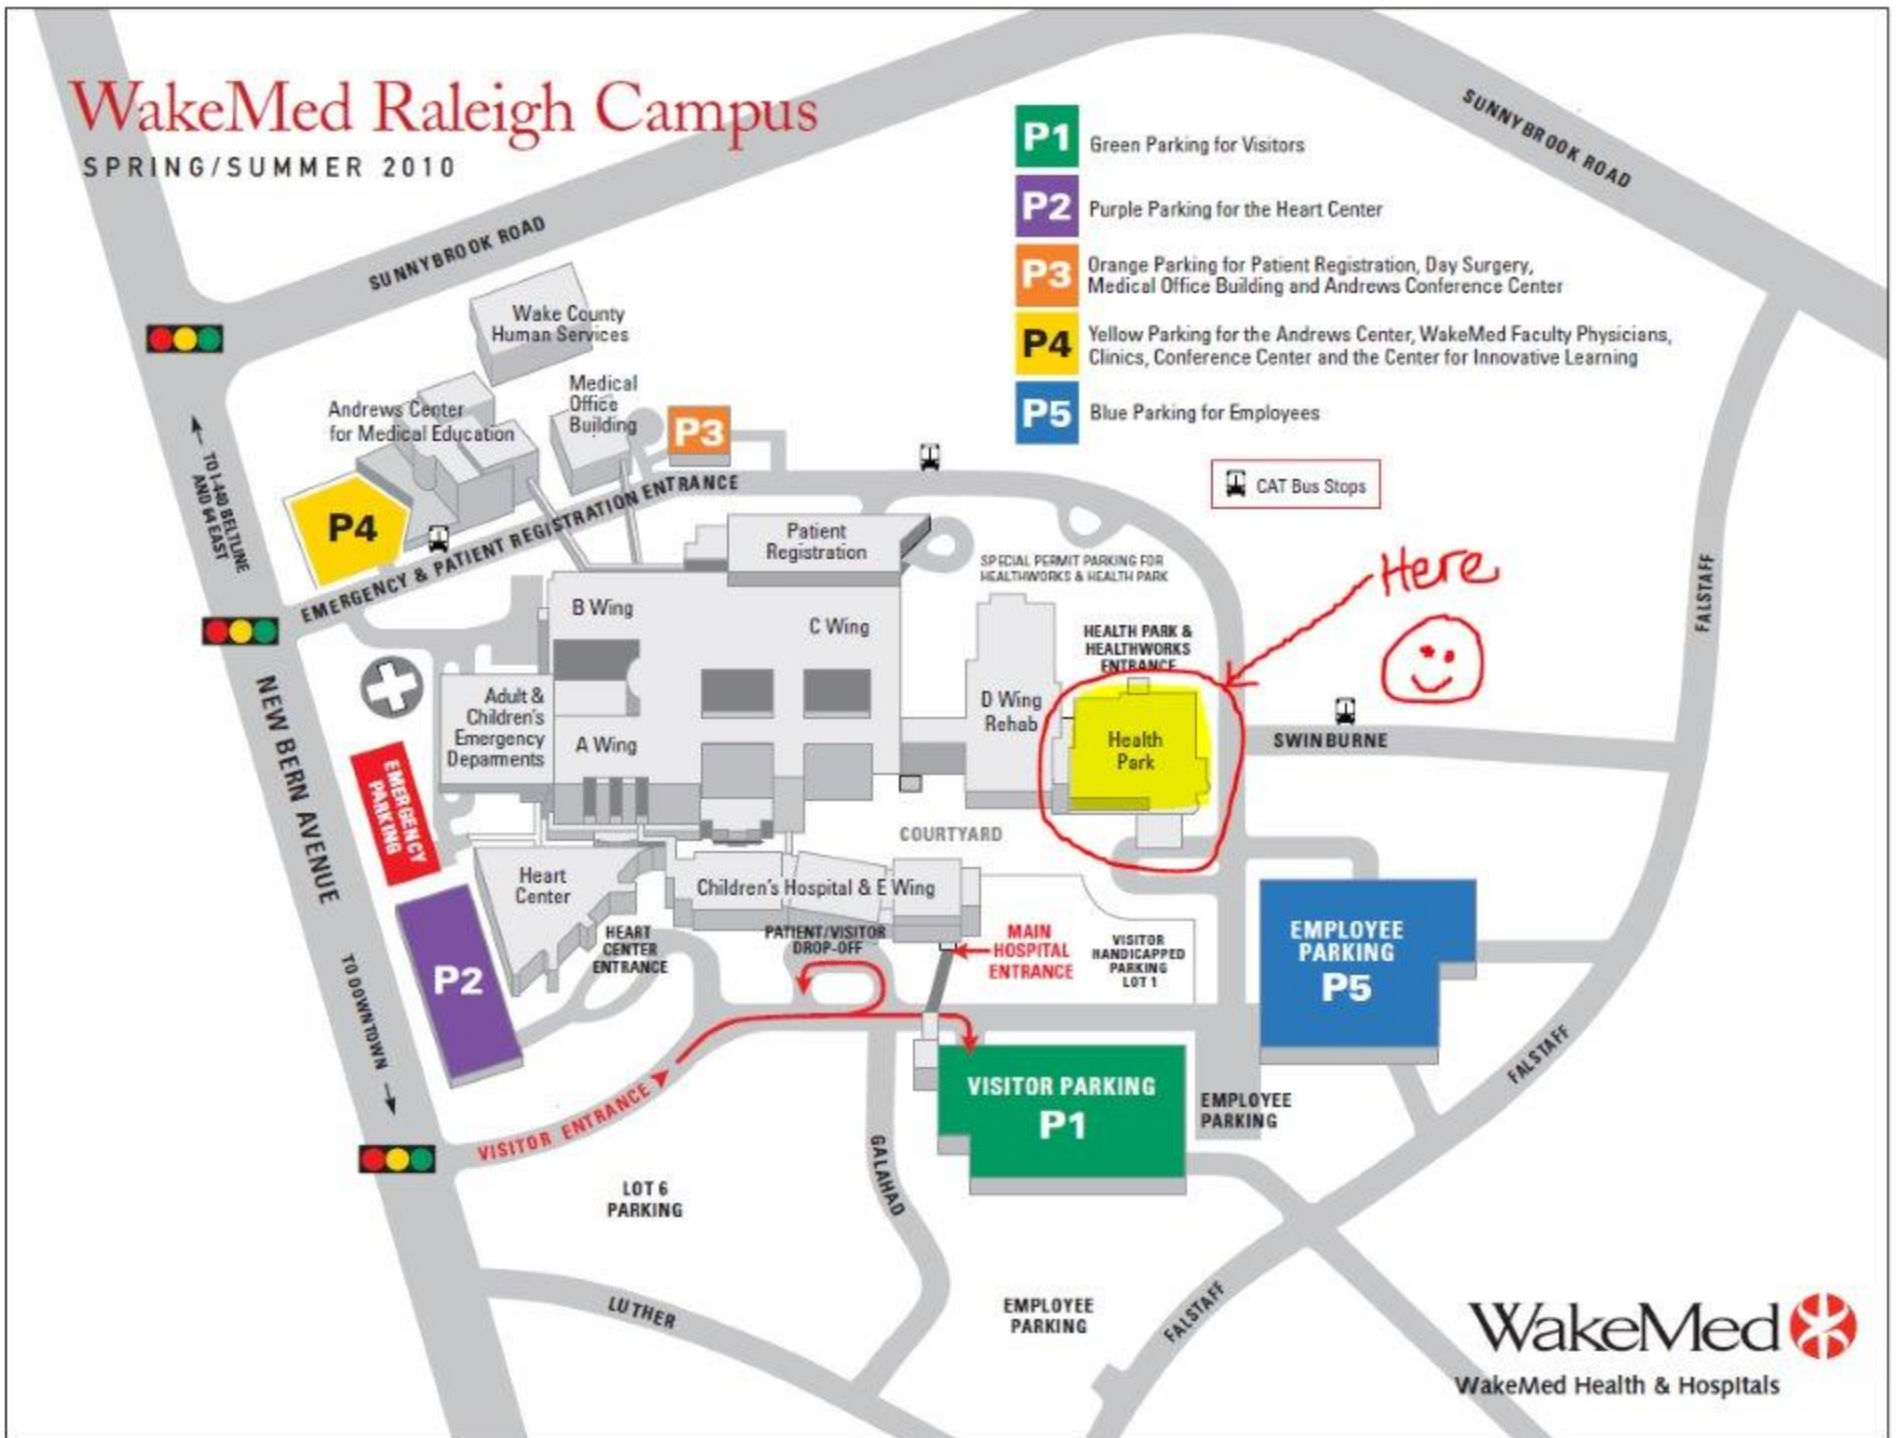 WakeMed Raleigh Campus
SPRING/SUMMER 2010
P1
Green Parking for Visitors
P2
Purple Parking for the Heart Center
P3
Orange Parking for Patient Registration, Day Surgery,
Medical Office Building and Andrews Conference Center
P4
Yellow Parking for the Andrews Center, WakeMed Faculty Physicians,
Clinics, Conference Center and the Center for Innovative Learning
P5
Blue Parking for Employees
CAT Bus Stops
SUNNYBROOK ROAD
SUNNYBROOK ROAD
Wake County
Human Services
Medical
Office
Building
Andrews Center
for Medical Education
P3
P4
TO I-440 BELTLINE
AND 64 EAST
EMERGENCY & PATIENT REGISTRATION ENTRANCE
Patient
Registration
SPECIAL PERMIT PARKING FOR
HEALTHWORKS & HEALTH PARK
Here
FALSTAFF
B Wing
C Wing
HEALTH PARK &
HEALTHWORKS
ENTRANCE
D Wing
Rehab
Health
Park
SWINBURNE
Adult &
Children's
Emergency
Deparments
A Wing
NEW BERN AVENUE
EMERGENCY
PARKING
COURTYARD
Heart
Center
Children's Hospital & E Wing
HEART
CENTER
ENTRANCE
PATIENT/VISITOR
DROP-OFF
MAIN
HOSPITAL
ENTRANCE
VISITOR
HANDICAPPED
PARKING
LOT 1
EMPLOYEE
PARKING
P5
P2
TO DOWNTOWN
VISITOR ENTRANCE
VISITOR PARKING
P1
EMPLOYEE
PARKING
FALSTAFF
GALAHAD
LOT 6
PARKING
LUTHER
EMPLOYEE
PARKING
FALSTAFF
WakeMed
WakeMed Health & Hospitals